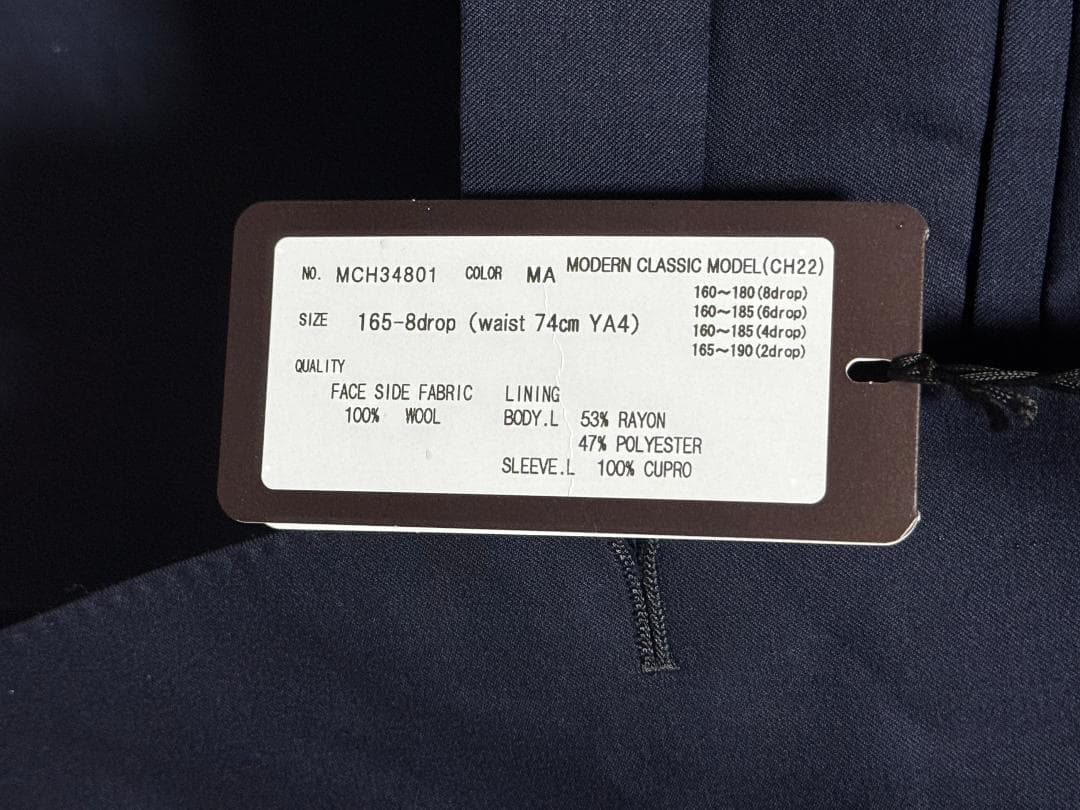 NO. MCH34801 COLOR MA MODERN CLASSIC MODEL(CH22)
160~180(8drop)
160~185(6drop)
160~185(4drop)
165~190(2drop)
SIZE 165-8drop (waist 74cm YA4)
QUALITY
FACE SIDE FABRIC LINING
100% WOOL BODY.L 53% RAYON
47% POLYESTER
SLEEVE.L 100% CUPRO